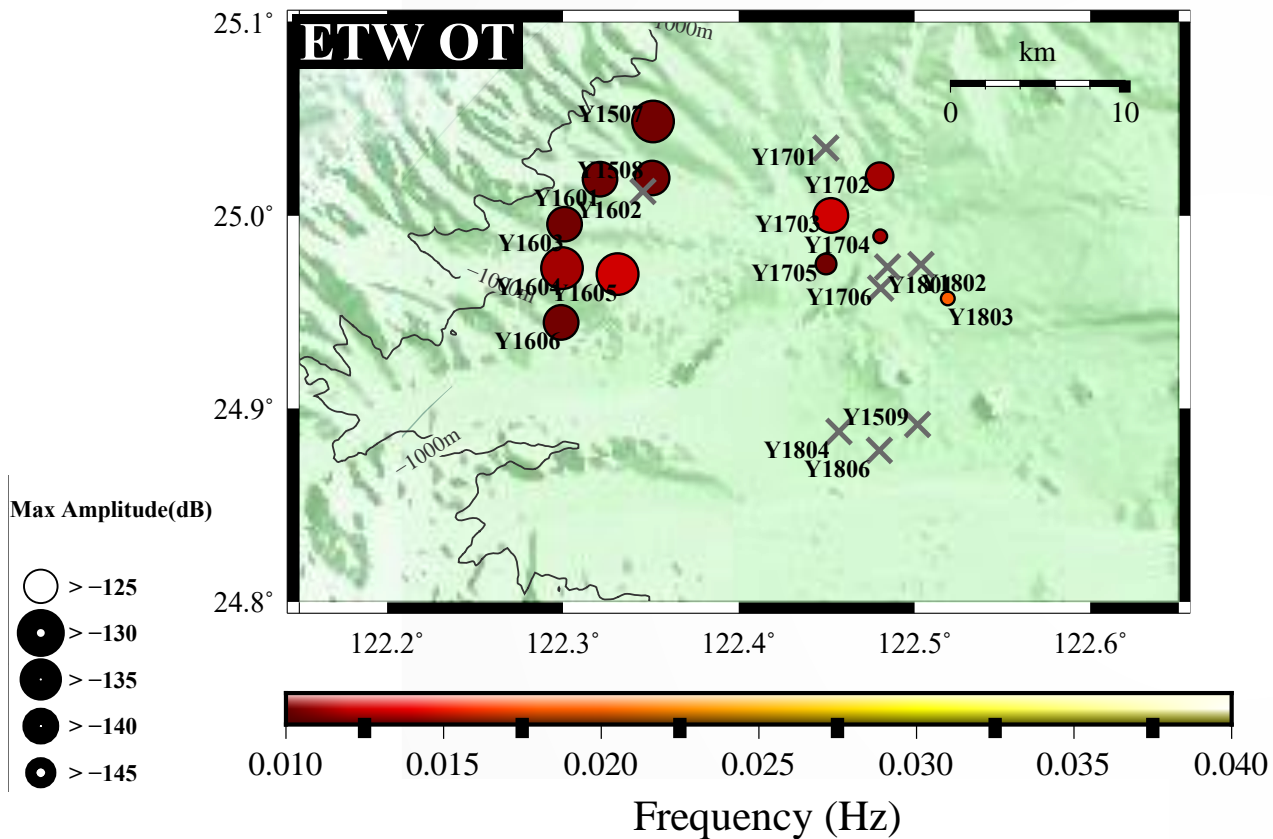 25.1°
ETW OT
−1000m
km
0
10
Y1507
Y1701
Y1508
Y1702
Y1601
Y1602
25.0°
Y1703
Y1603
Y1704
Y1705
−1000m
Y1604
Y1605
Y1706
Y1801
Y1802
Y1803
Y1606
24.9°
Y1509
−1000m
Y1804
Y1806
Max Amplitude(dB)
> −125
> −130
> −135
> −140
> −145
24.8°
122.2°
122.3°
122.4°
122.5°
122.6°
0.010
0.015
0.020
0.025
0.030
0.035
0.040
Frequency (Hz)